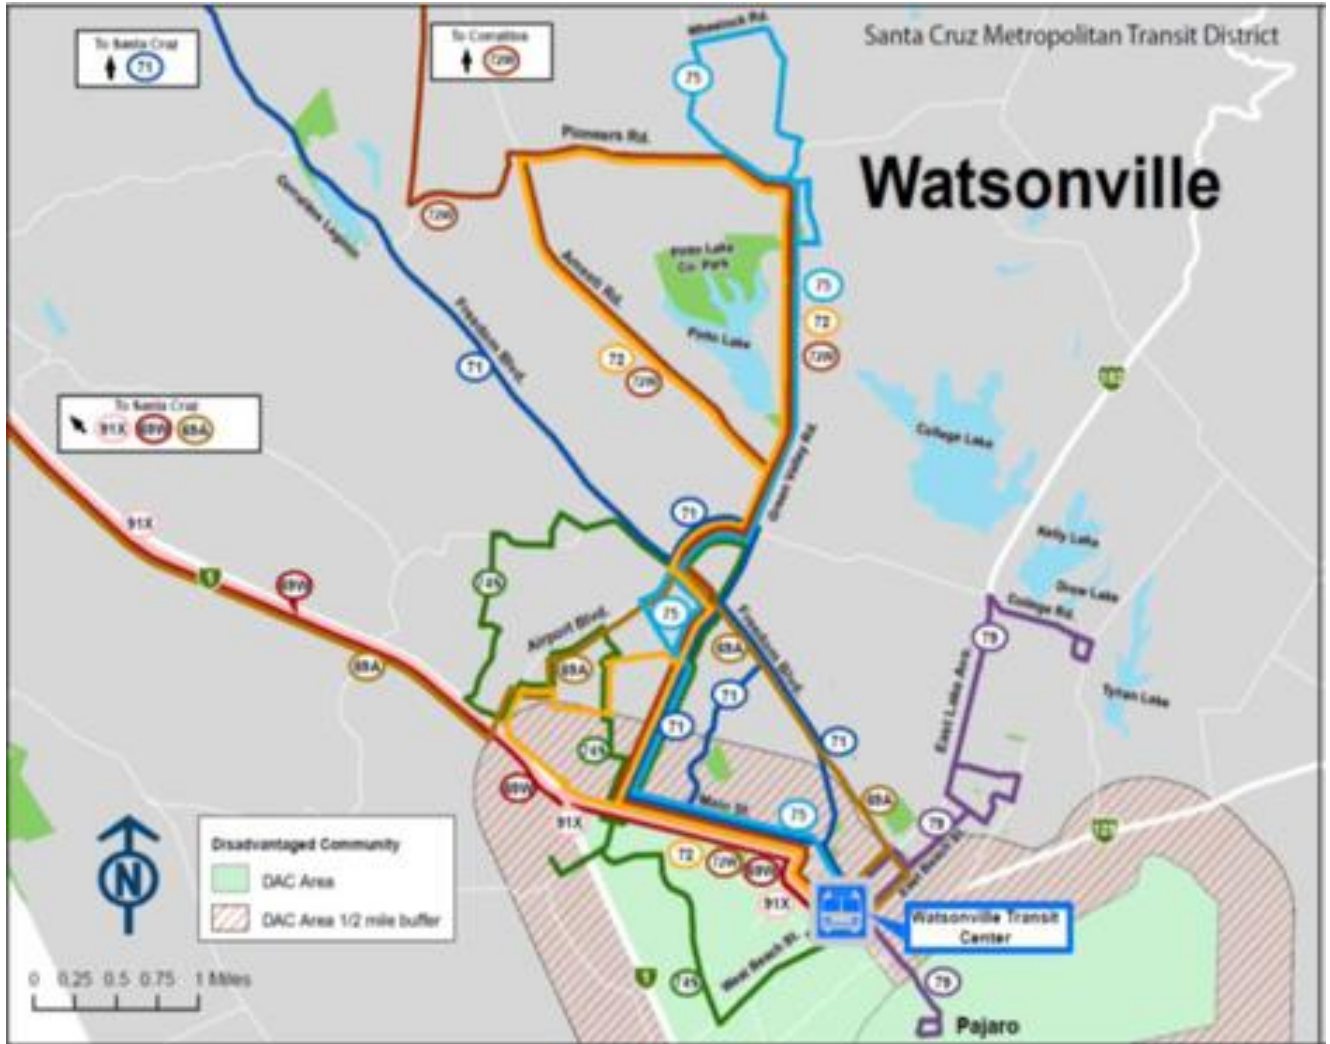 Santa Cruz Metropolitan Transit District
Watsonville
To Santa Cruz
71
To Corralitos
72W
Wheelock Rd.
75
Pioneers Rd.
72W
Corralitos Lagoon
Amesti Rd.
Pinto Lake
Co. Park
Pinto Lake
75
72
72W
Freedom Blvd.
71
72
72W
152
To Santa Cruz
91X 69W 69A
College Lake
Green Valley Rd.
91X
1
69W
71
Kelly Lake
Drew Lake
College Rd.
79
Airport Blvd.
75
69A
Freedom Blvd.
69A
69A
71
Tynan Lake
East Lake Ave.
71
71
74S
74S
69W
Main St.
75
69A
79
129
91X
East Beach St.
72
72W
69W
91X
Disadvantaged Community
DAC Area
DAC Area 1/2 mile buffer
N
Watsonville Transit
Center
West Beach St.
1
74S
79
0 0.25 0.5 0.75 1 Miles
Pajaro